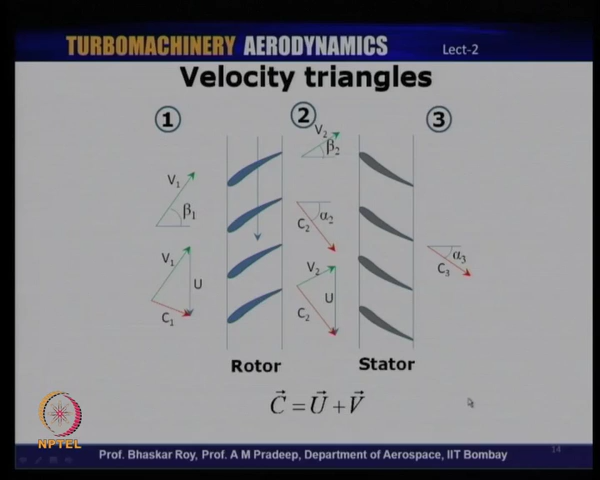 TURBOMACHINERY AERODYNAMICS Lect-2
Velocity triangles
1 2 3
V₁ β₁
V₁ U C₁
V₂ β₂
C₂ α₂
V₂ U C₂
C₃ α₃
Rotor Stator
C⃗ = U⃗ + V⃗
NPTEL
Prof. Bhaskar Roy, Prof. A M Pradeep, Department of Aerospace, IIT Bombay 14